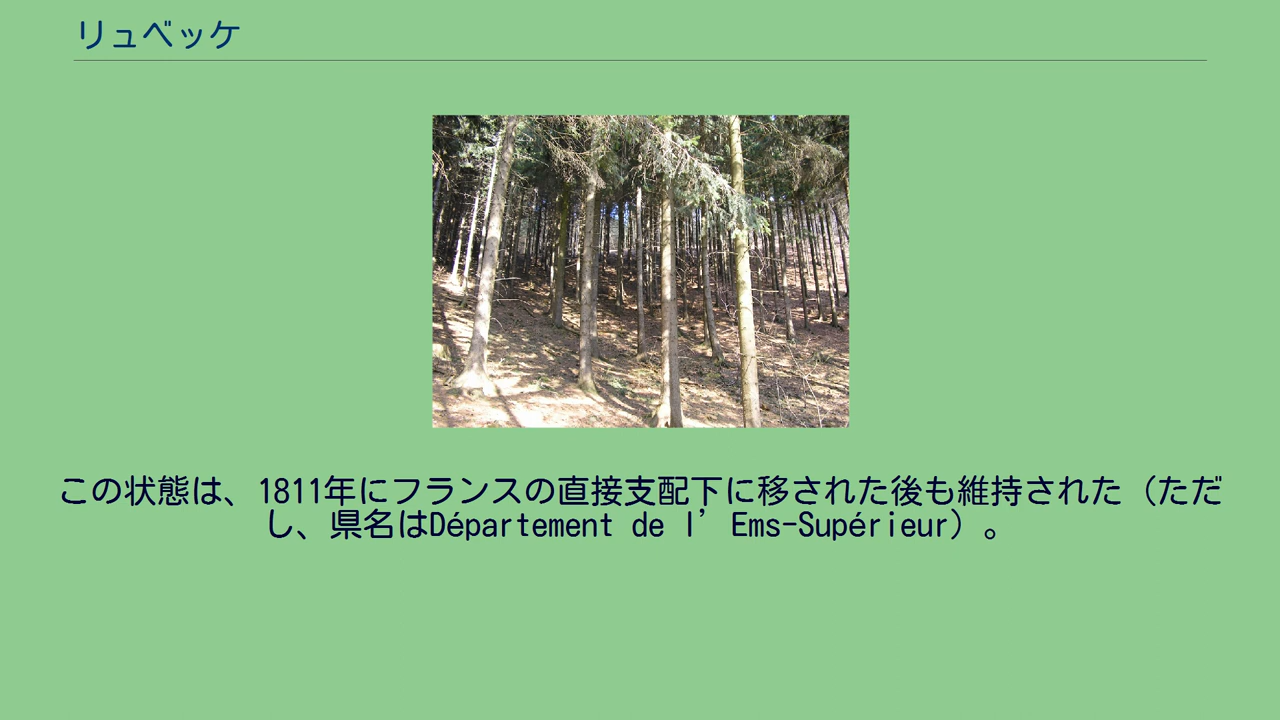 リュベッケ
この状態は、1811年にフランスの直接支配下に移された後も維持された（ただ
し、県名はDépartement de l’Ems-Supérieur）。